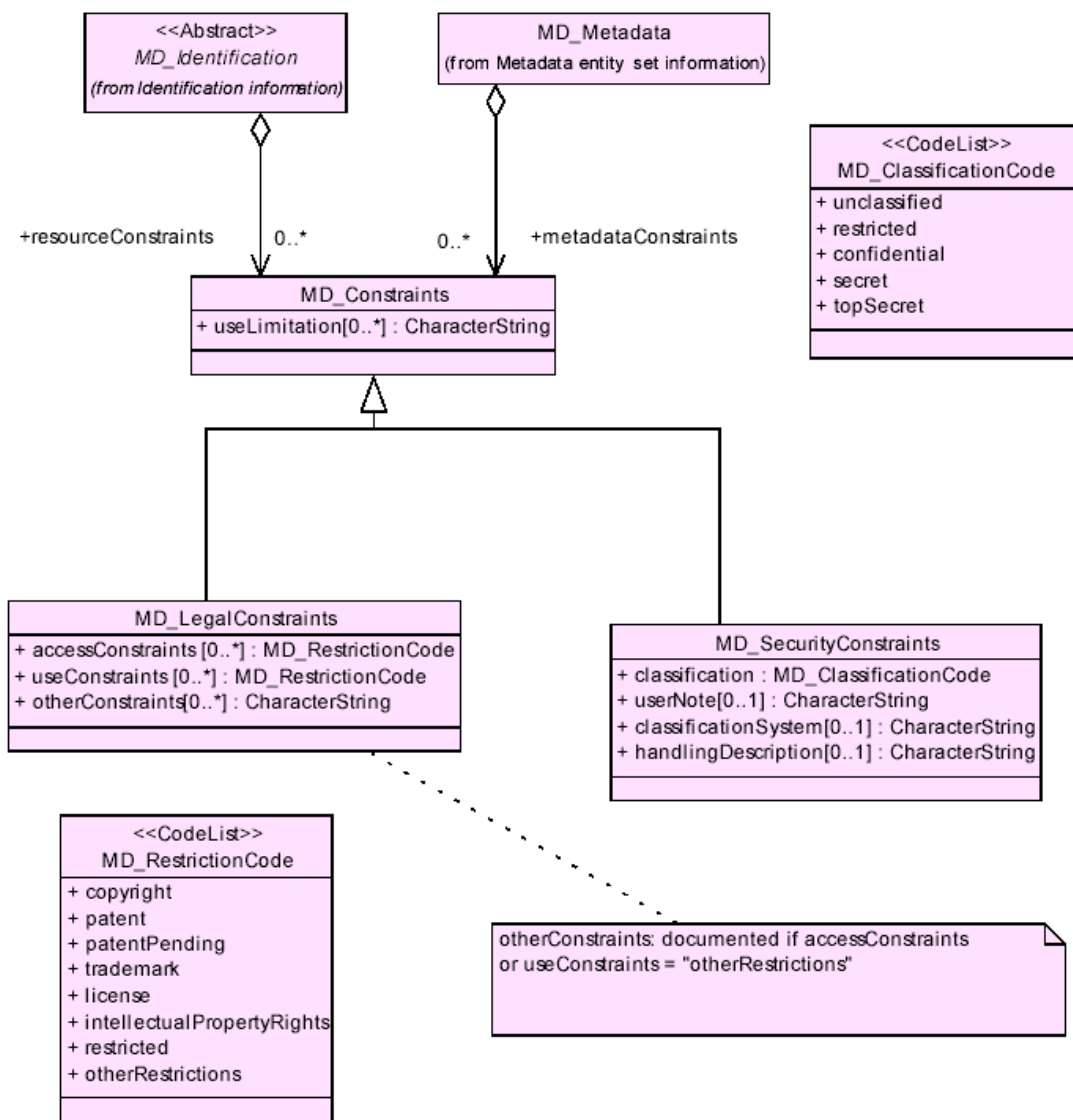 <<Abstract>>
MD_Identification
(from Identification information)
MD_Metadata
(from Metadata entity set information)
<<CodeList>>
MD_ClassificationCode
+ unclassified
+ restricted
+ confidential
+ secret
+ topSecret
+resourceConstraints
0..*
0..*
+metadataConstraints
MD_Constraints
+ useLimitation[0..*] : CharacterString
MD_LegalConstraints
+ accessConstraints [0..*] : MD_RestrictionCode
+ useConstraints [0..*] : MD_RestrictionCode
+ otherConstraints[0..*] : CharacterString
MD_SecurityConstraints
+ classification : MD_ClassificationCode
+ userNote[0..1] : CharacterString
+ classificationSystem[0..1] : CharacterString
+ handlingDescription[0..1] : CharacterString
<<CodeList>>
MD_RestrictionCode
+ copyright
+ patent
+ patentPending
+ trademark
+ license
+ intellectualPropertyRights
+ restricted
+ otherRestrictions
otherConstraints: documented if accessConstraints
or useConstraints = "otherRestrictions"